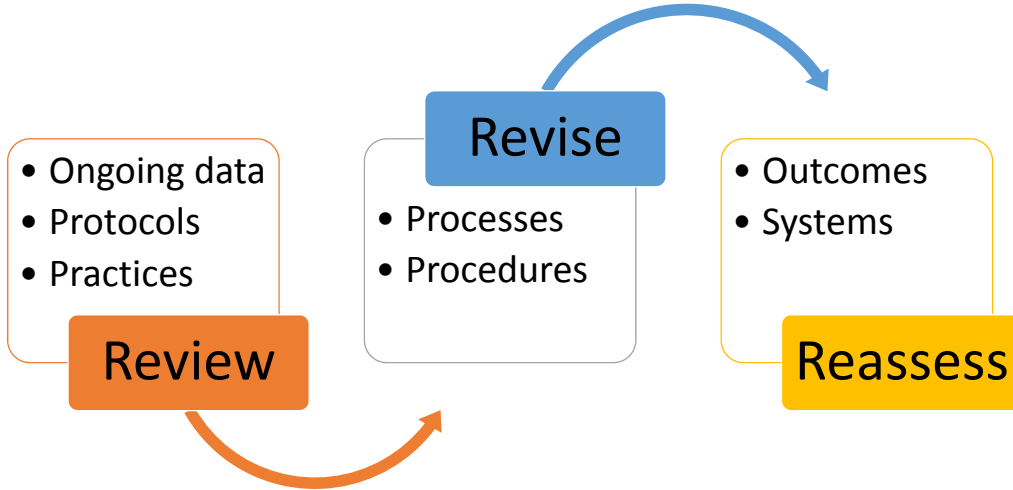 • Ongoing data
• Protocols
• Practices
Review
Revise
• Processes
• Procedures
• Outcomes
• Systems
Reassess